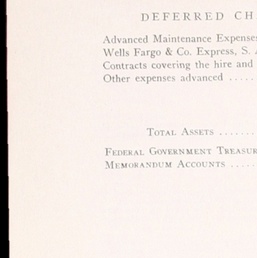 DEFERRED CH
Advanced Maintenance Expenses
Wells Fargo & Co. Express, S. A
Contracts covering the hire and
Other expenses advanced .....
TOTAL ASSETS .......
FEDERAL GOVERNMENT TREASUR
MEMORANDUM ACCOUNTS .....